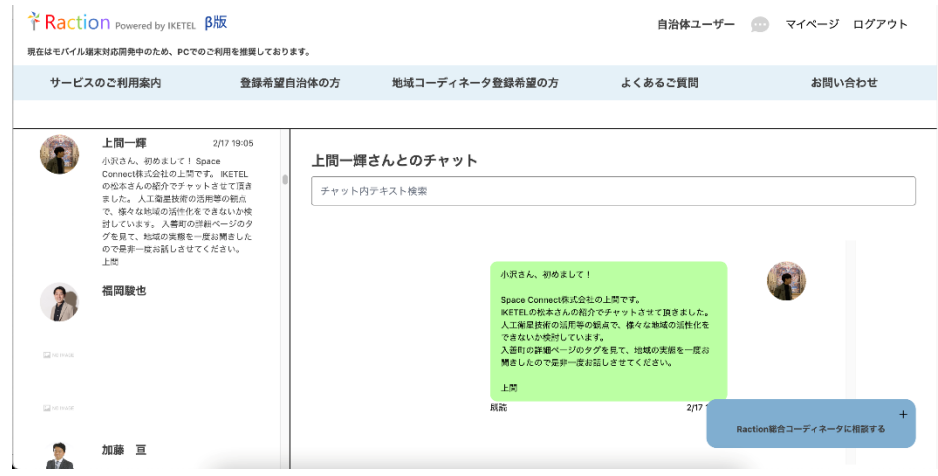 Raction Powered by IKETEL β版
自治体ユーザー マイページ ログアウト
現在はモバイル端末対応開発中のため、PCでのご利用を推奨しております。
サービスのご利用案内 登録希望自治体の方 地域コーディネータ登録希望の方 よくあるご質問 お問い合わせ
上間一輝 2/17 19:05
小沢さん、初めまして！ Space
Connect株式会社の上間です。 IKETEL
の松本さんの紹介でチャットさせて頂き
ました。 人工衛星技術の活用等の観点
で、様々な地域の活性化をできないか検
討しています。 入善町の詳細ページのタ
グを見て、地域の実態を一度お聞きした
ので是非一度お話しさせてください。
上間
福岡駿也
NO IMAGE
NO IMAGE
加藤 亘
上間一輝さんとのチャット
チャット内テキスト検索
小沢さん、初めまして！
Space Connect株式会社の上間です。
IKETELの松本さんの紹介でチャットさせて頂きました。
人工衛星技術の活用等の観点で、様々な地域の活性化を
できないか検討しています。
入善町の詳細ページのタグを見て、地域の実態を一度お
聞きしたので是非一度お話しさせてください。
上間
既読 2/17
+
Raction総合コーディネータに相談する